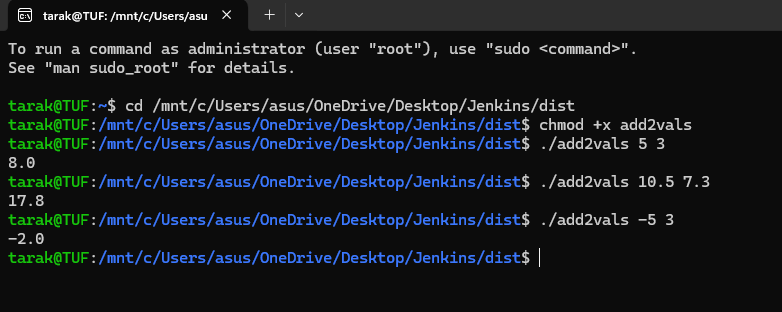 tarak@TUF: /mnt/c/Users/asu
To run a command as administrator (user "root"), use "sudo <command>".
See "man sudo_root" for details.
tarak@TUF:~$ cd /mnt/c/Users/asus/OneDrive/Desktop/Jenkins/dist
tarak@TUF:/mnt/c/Users/asus/OneDrive/Desktop/Jenkins/dist$ chmod +x add2vals
tarak@TUF:/mnt/c/Users/asus/OneDrive/Desktop/Jenkins/dist$ ./add2vals 5 3
8.0
tarak@TUF:/mnt/c/Users/asus/OneDrive/Desktop/Jenkins/dist$ ./add2vals 10.5 7.3
17.8
tarak@TUF:/mnt/c/Users/asus/OneDrive/Desktop/Jenkins/dist$ ./add2vals -5 3
-2.0
tarak@TUF:/mnt/c/Users/asus/OneDrive/Desktop/Jenkins/dist$